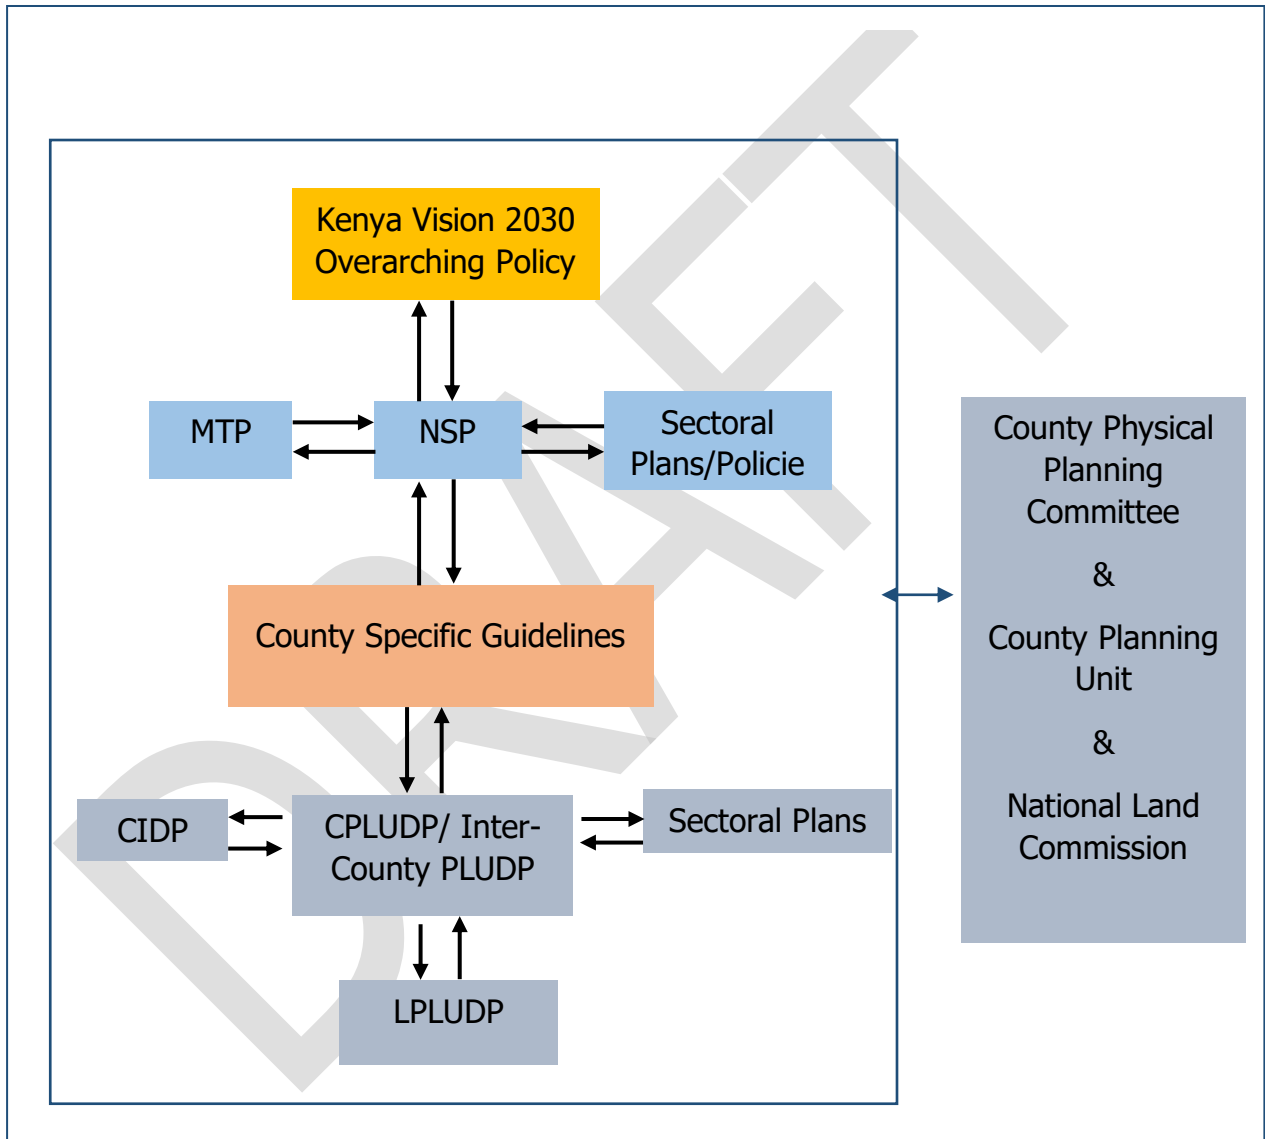 Kenya Vision 2030
Overarching Policy
MTP
NSP
Sectoral
Plans/Policie
County Specific Guidelines
CIDP
CPLUDP/ Inter-
County PLUDP
Sectoral Plans
LPLUDP
County Physical
Planning
Committee
&
County Planning
Unit
&
National Land
Commission
DRAFT